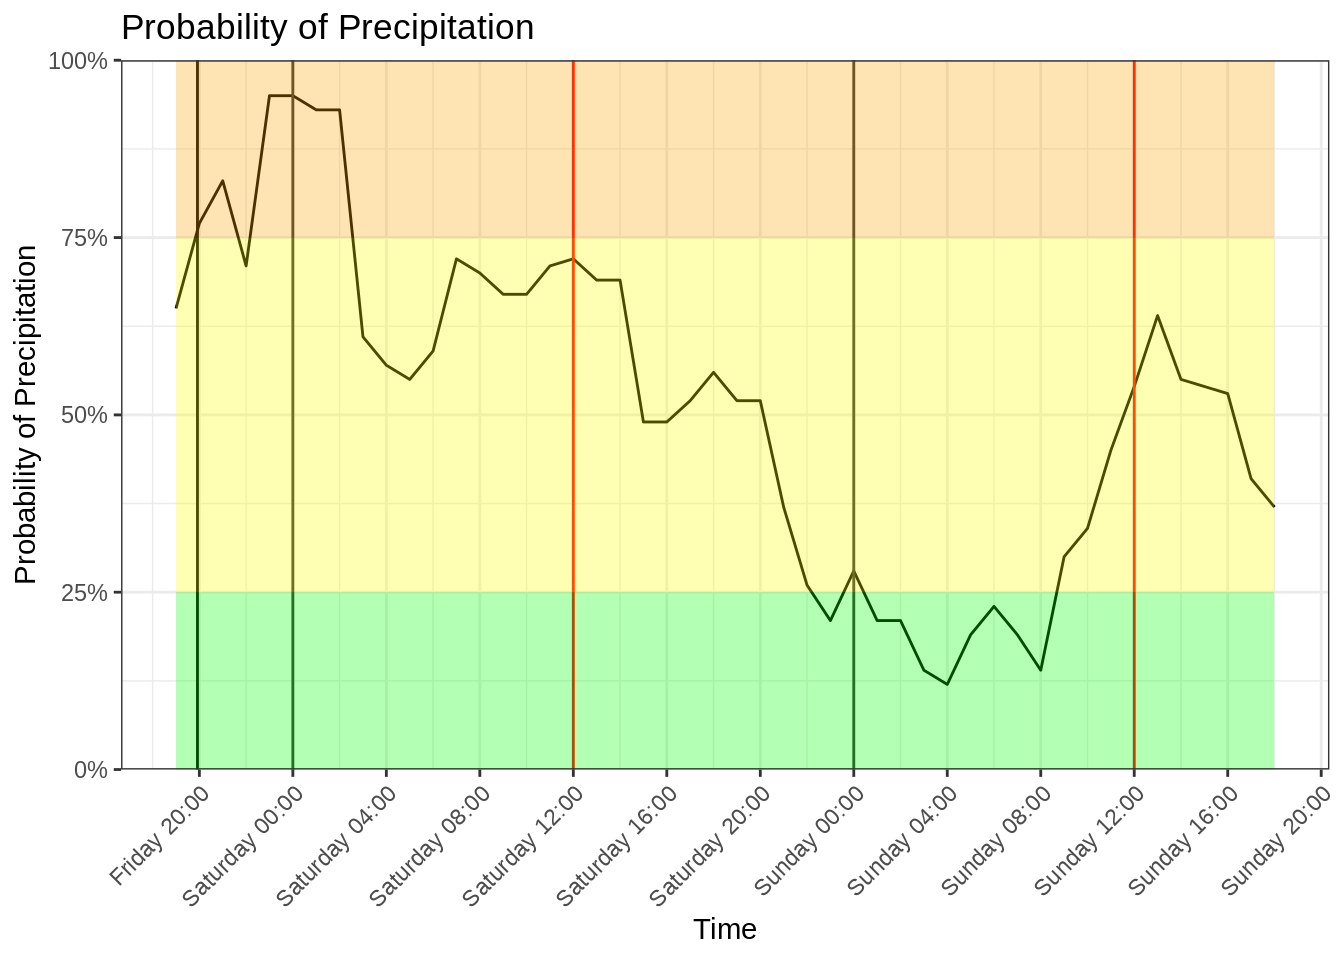 Probability of Precipitation
Probability of Precipitation
100%
75%
50%
25%
0%
Friday 20:00
Saturday 00:00
Saturday 04:00
Saturday 08:00
Saturday 12:00
Saturday 16:00
Saturday 20:00
Sunday 00:00
Sunday 04:00
Sunday 08:00
Sunday 12:00
Sunday 16:00
Sunday 20:00
Time